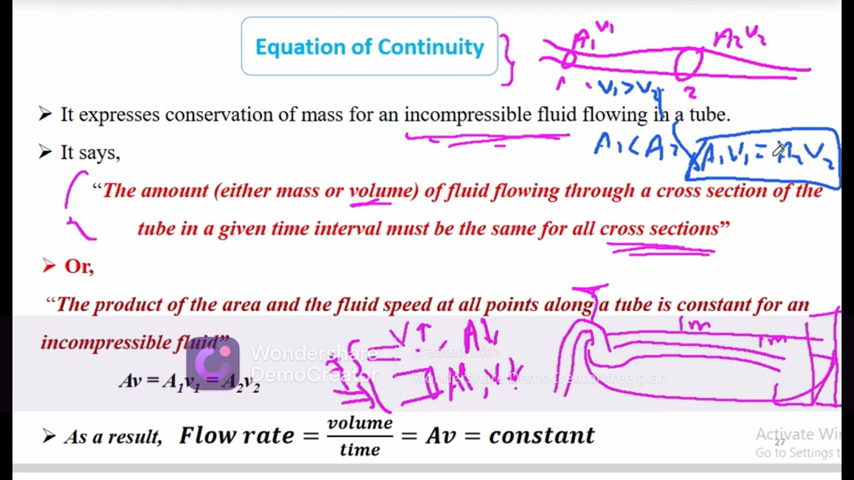 Equation of Continuity
A₁ V₁
A₂ V₂
1
V₁ > V₂
2
➤ It expresses conservation of mass for an incompressible fluid flowing in a tube.
A₁ < A₂
A₁V₁ = A₂V₂
➤ It says,
“The amount (either mass or volume) of fluid flowing through a cross section of the
tube in a given time interval must be the same for all cross sections”
➤ Or,
“The product of the area and the fluid speed at all points along a tube is constant for an
incompressible fluid”
V↑, A↓
1m
1m
Wondershare
DemoCreator
Av = A₁v₁ = A₂v₂
➤ As a result, Flow rate = volume/time = Av = constant
Activate Win
27
Go to Settings t